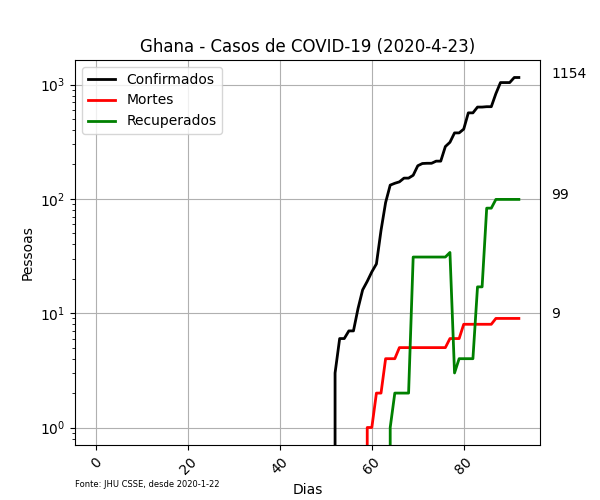 Ghana - Casos de COVID-19 (2020-4-23)
Confirmados
Mortes
Recuperados
Pessoas
10³
10²
10¹
10⁰
1154
99
9
0
20
40
60
80
Dias
Fonte: JHU CSSE, desde 2020-1-22